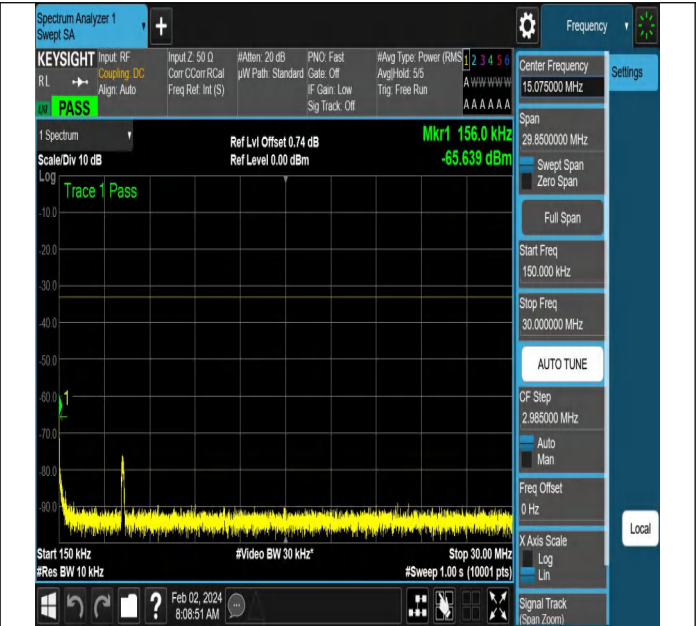 Spectrum Analyzer 1
Swept SA
+
Frequency
KEYSIGHT
RL
PASS
Input: RF
Coupling: DC
Align: Auto
Input Z: 50 Ω
Corr CCorr RCal
Freq Ref: Int (S)
#Atten: 20 dB
µW Path: Standard
PNO: Fast
Gate: Off
IF Gain: Low
Sig Track: Off
#Avg Type: Power (RMS
Avg|Hold: 5/5
Trig: Free Run
1 2 3 4 5 6
A W W W W W
A A A A A A
1 Spectrum
Scale/Div 10 dB
Ref Lvl Offset 0.74 dB
Ref Level 0.00 dBm
Mkr1 156.0 kHz
-65.639 dBm
Log
Trace 1 Pass
-10.0
-20.0
-30.0
-40.0
-50.0
-60.0
1
-70.0
-80.0
-90.0
Start 150 kHz
#Res BW 10 kHz
#Video BW 30 kHz*
Stop 30.00 MHz
#Sweep 1.00 s (10001 pts)
?
Feb 02, 2024
8:08:51 AM
Center Frequency
15.075000 MHz
Settings
Span
29.8500000 MHz
Swept Span
Zero Span
Full Span
Start Freq
150.000 kHz
Stop Freq
30.000000 MHz
AUTO TUNE
CF Step
2.985000 MHz
Auto
Man
Freq Offset
0 Hz
X Axis Scale
Log
Lin
Local
Signal Track
(Span Zoom)